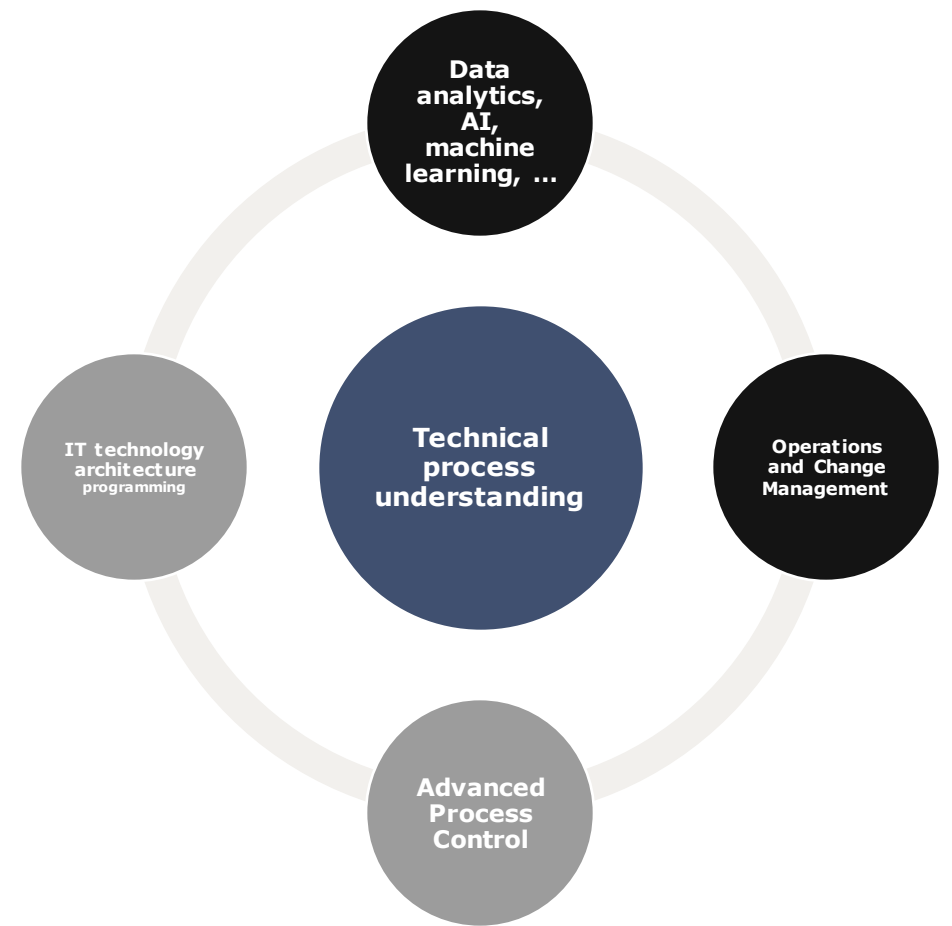 Data
analytics,
AI,
machine
learning, ...
IT technology
architecture
programming
Technical
process
understanding
Operations
and Change
Management
Advanced
Process
Control